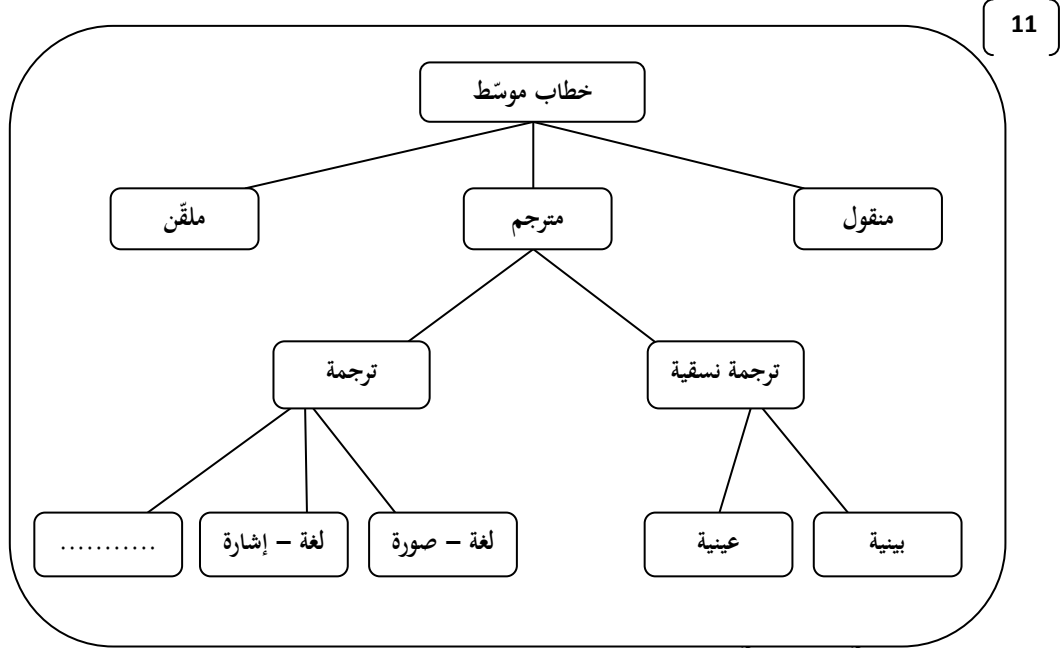 11
خطاب موسّط
منقول
مترجم
ملقّن
ترجمة نسقية
ترجمة
بينية
عينية
لغة – صورة
لغة – إشارة
...........